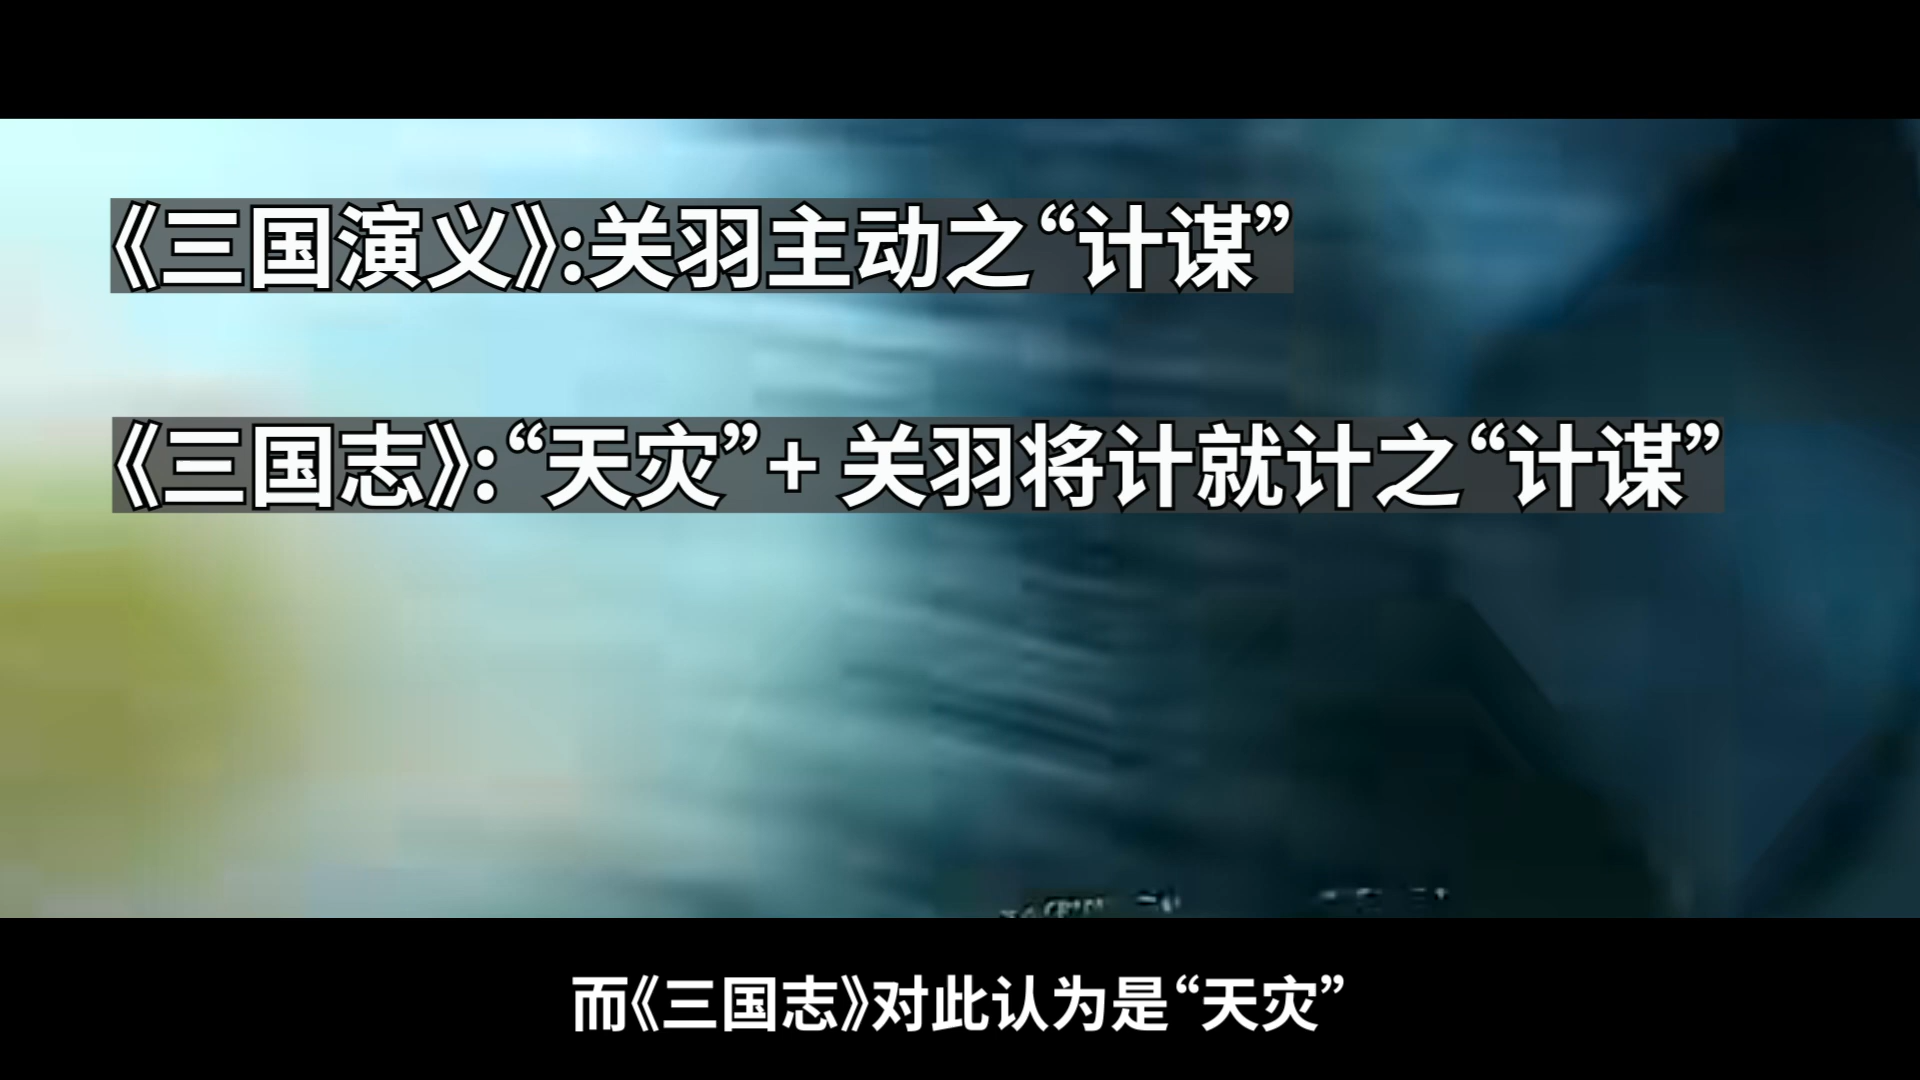 《三国演义》:关羽主动之“计谋”
《三国志》:“天灾”+ 关羽将计就计之“计谋”
而《三国志》对此认为是“天灾”